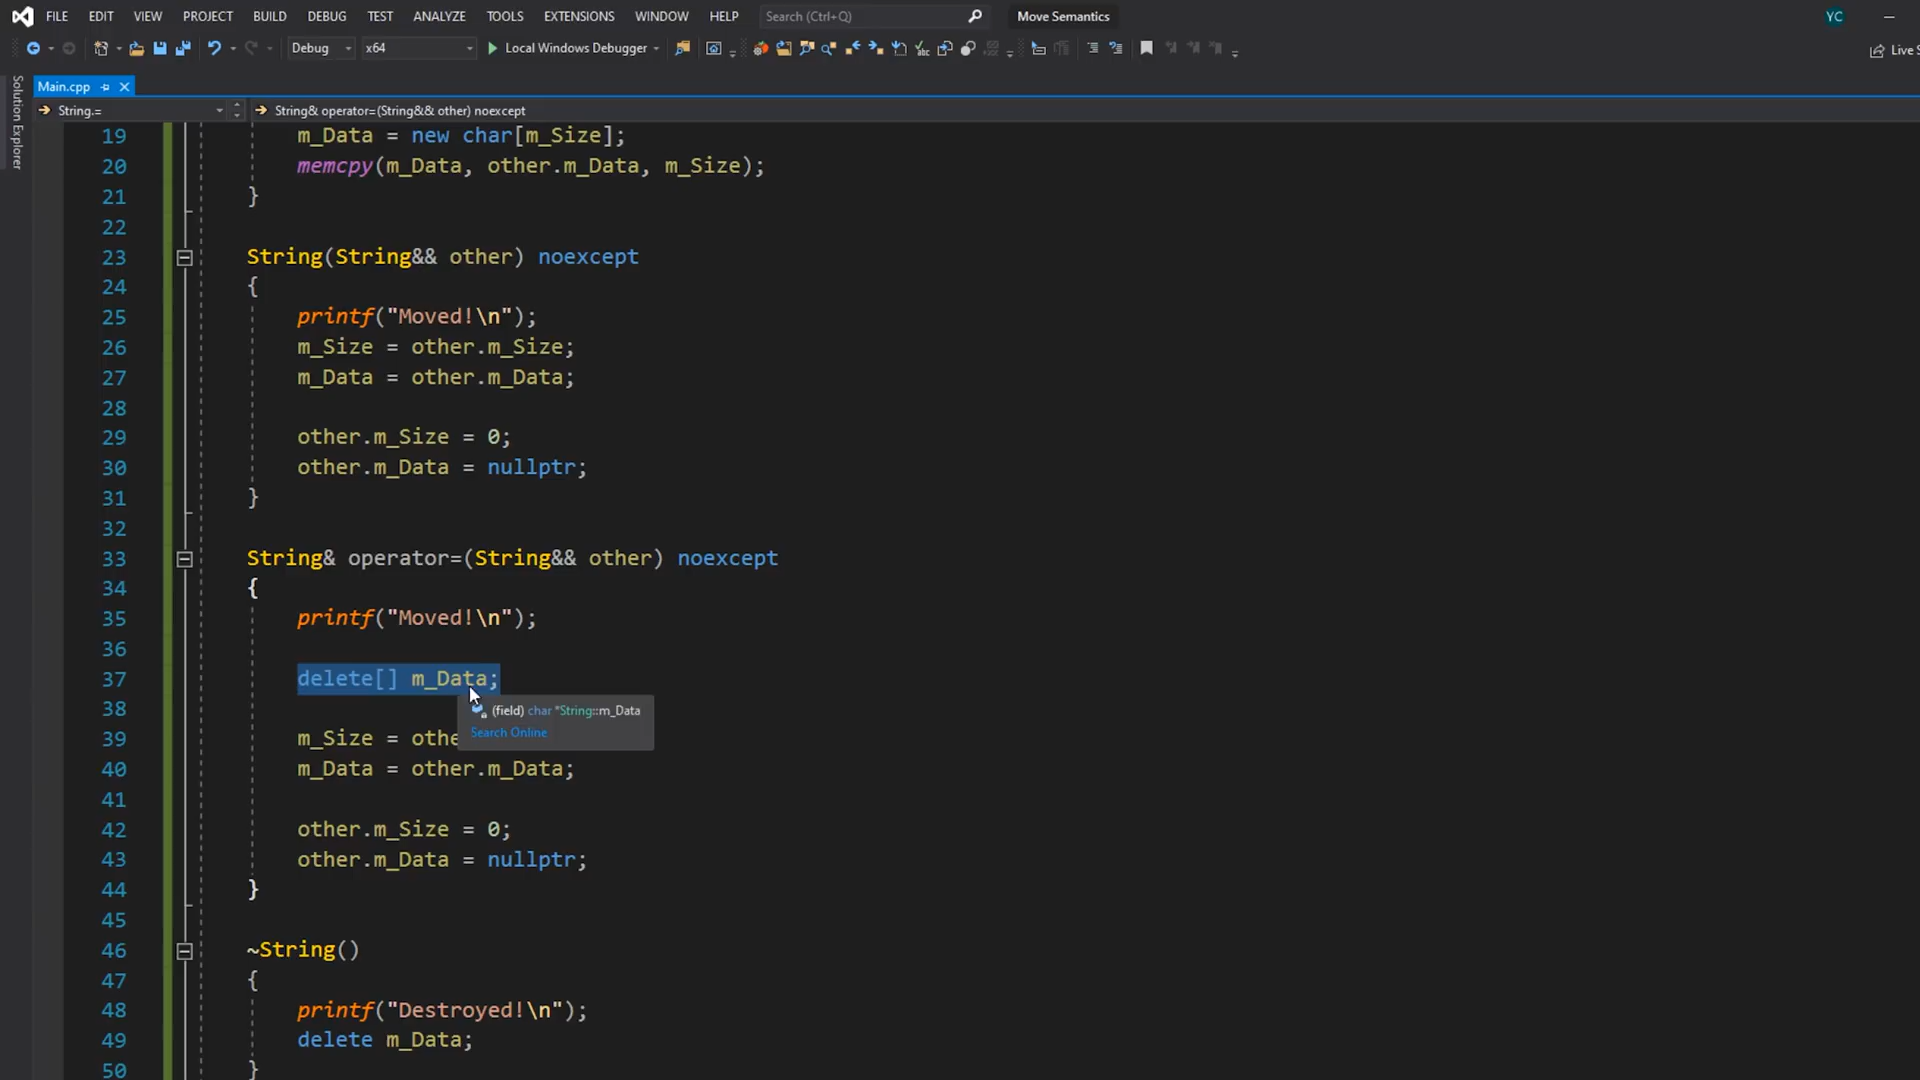 FILE EDIT VIEW PROJECT BUILD DEBUG TEST ANALYZE TOOLS EXTENSIONS WINDOW HELP Search (Ctrl+Q) Move Semantics YC
Debug x64 Local Windows Debugger Live S
Solution Explorer
Main.cpp
String.= String& operator=(String&& other) noexcept
19 m_Data = new char[m_Size];
20 memcpy(m_Data, other.m_Data, m_Size);
21 }
22
23 String(String&& other) noexcept
24 {
25 printf("Moved!\n");
26 m_Size = other.m_Size;
27 m_Data = other.m_Data;
28
29 other.m_Size = 0;
30 other.m_Data = nullptr;
31 }
32
33 String& operator=(String&& other) noexcept
34 {
35 printf("Moved!\n");
36
37 delete[] m_Data;
38 (field) char *String::m_Data
Search Online
39 m_Size = othe
40 m_Data = other.m_Data;
41
42 other.m_Size = 0;
43 other.m_Data = nullptr;
44 }
45
46 ~String()
47 {
48 printf("Destroyed!\n");
49 delete m_Data;
50 }